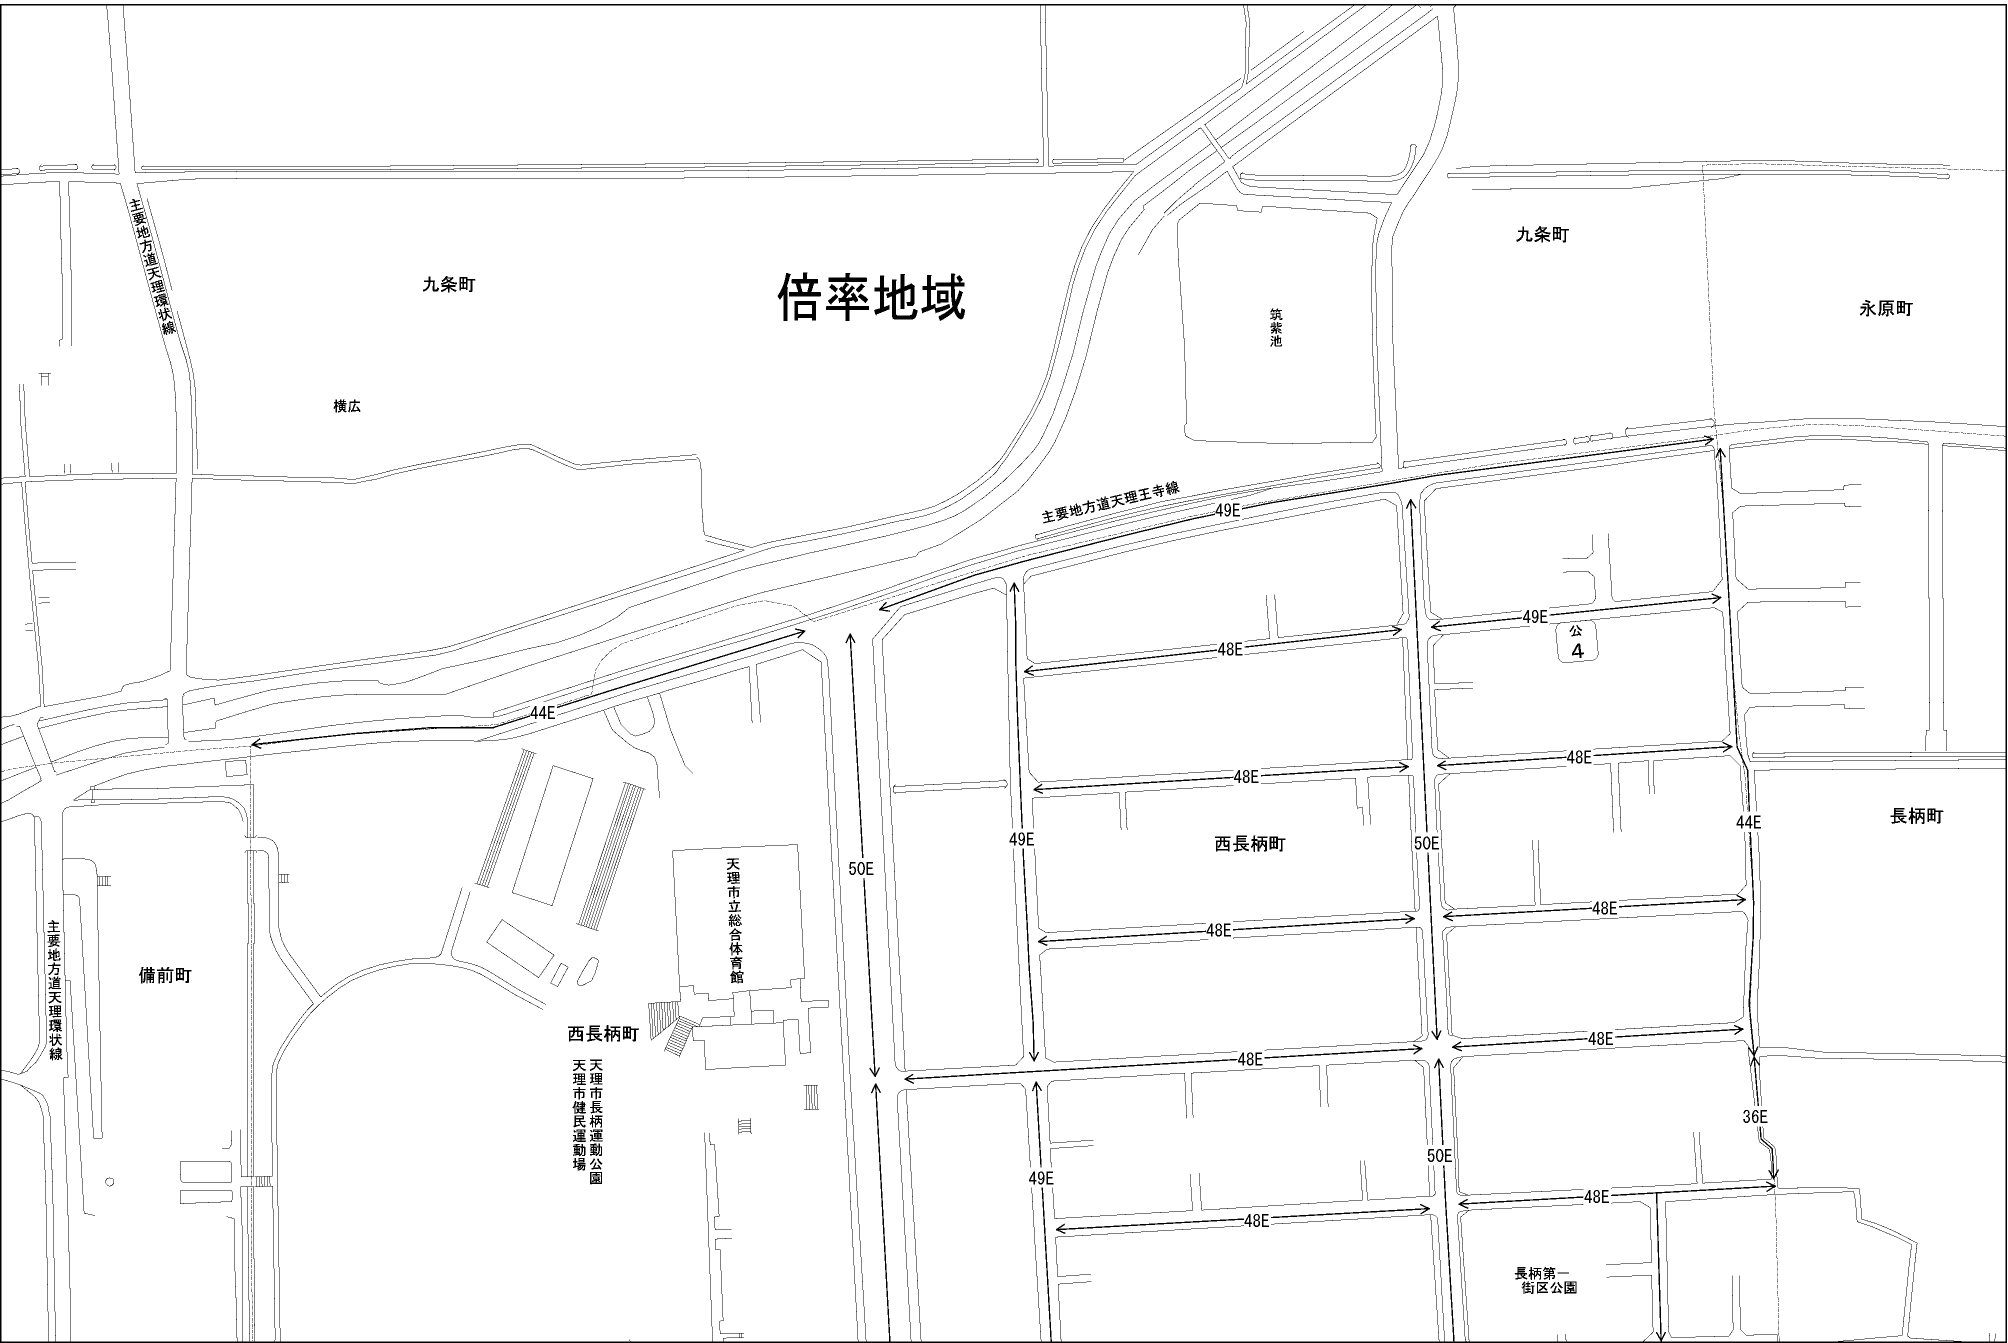 主要地方道天理環状線
九条町
倍率地域
九条町
永原町
筑紫池
横広
主要地方道天理王寺線
49E
49E
公
4
48E
44E
48E
48E
49E
50E
50E
44E
長柄町
西長柄町
天理市立総合体育館
48E
48E
主要地方道天理環状線
備前町
西長柄町
天理市長柄運動公園
天理市健民運動場
48E
48E
36E
50E
49E
48E
48E
長柄第一
街区公園